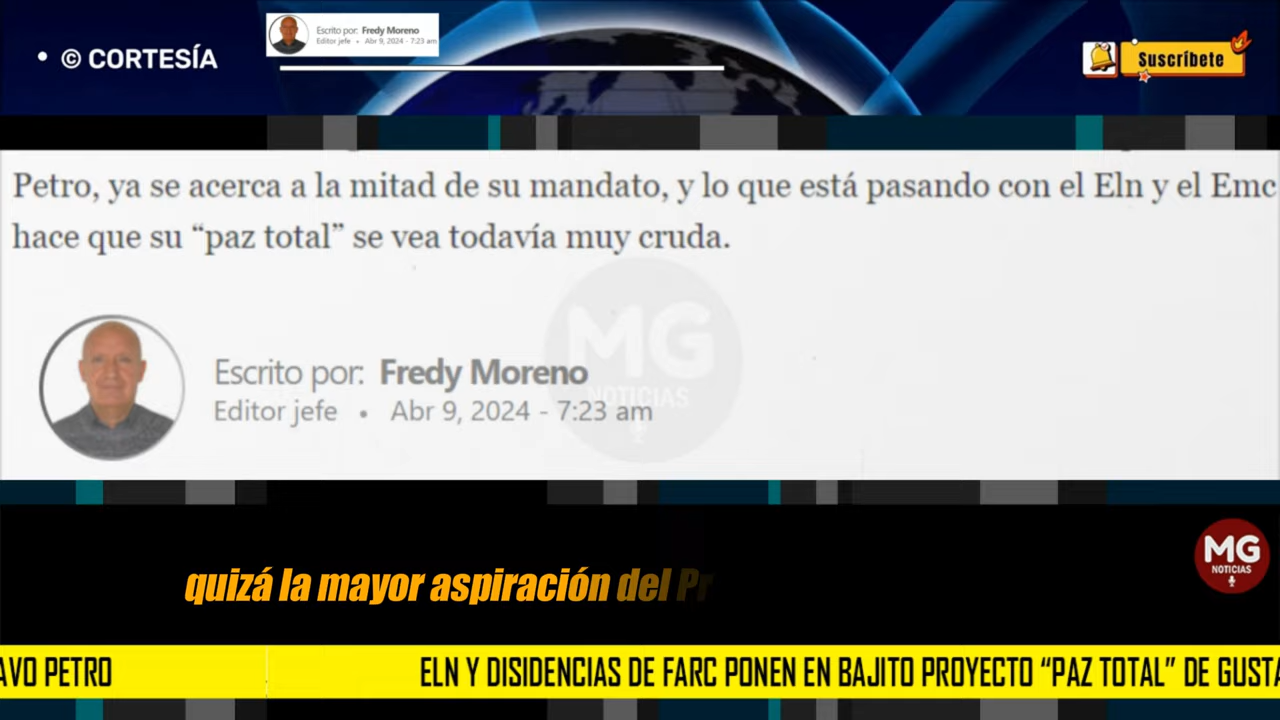 • © CORTESÍA
Escrito por: Fredy Moreno
Editor jefe • Abr 9, 2024 - 7:23 am
Suscríbete
Petro, ya se acerca a la mitad de su mandato, y lo que está pasando con el Eln y el Emc
hace que su “paz total” se vea todavía muy cruda.
MG
NOTICIAS
Escrito por: Fredy Moreno
Editor jefe • Abr 9, 2024 - 7:23 am
MG
NOTICIAS
quizá la mayor aspiración del Pr
AVO PETRO
ELN Y DISIDENCIAS DE FARC PONEN EN BAJITO PROYECTO “PAZ TOTAL” DE GUSTA